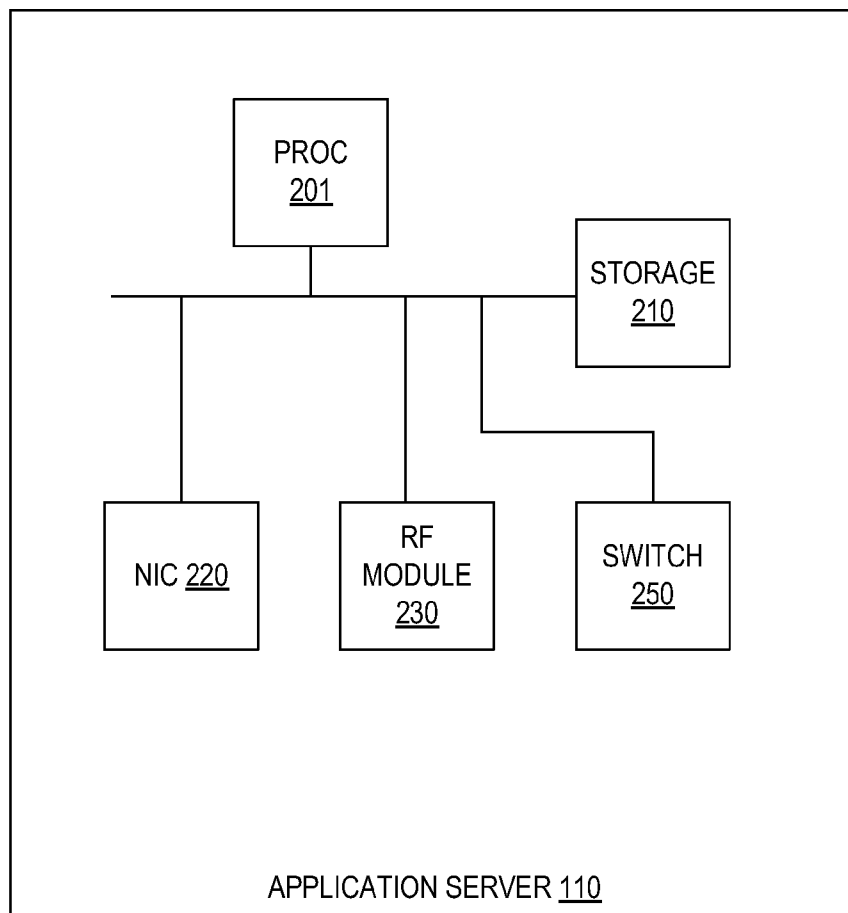 PROC
201
STORAGE
210
NIC 220
RF
MODULE
230
SWITCH
250
APPLICATION SERVER 110